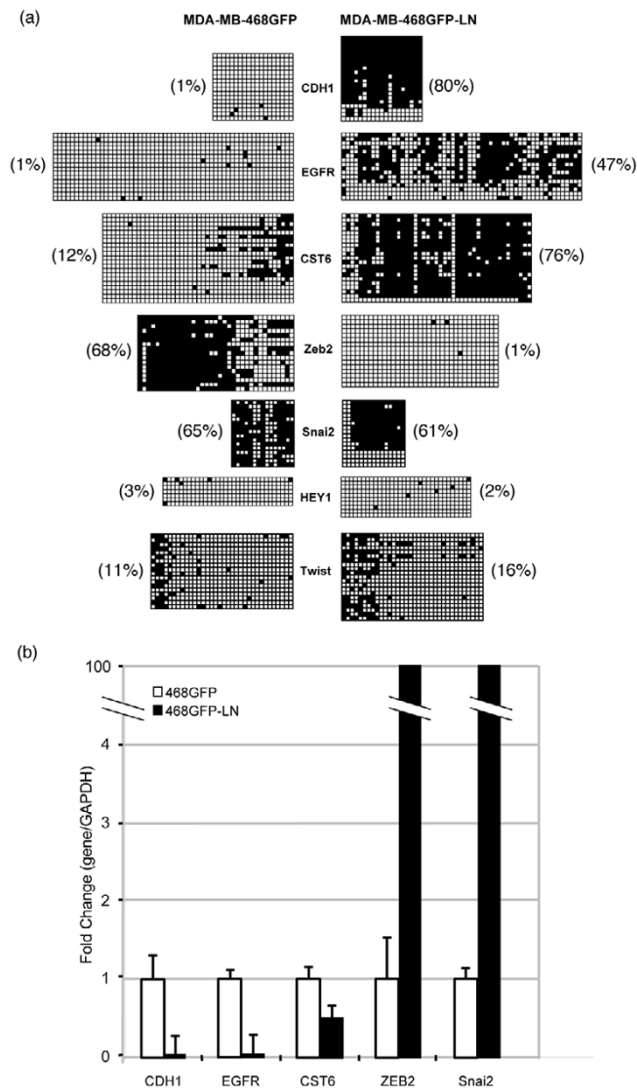 (a)
MDA-MB-468GFP MDA-MB-468GFP-LN
(1%) CDH1 (80%)
(1%) EGFR (47%)
(12%) CST6 (76%)
(68%) Zeb2 (1%)
(65%) Snai2 (61%)
(3%) HEY1 (2%)
(11%) Twist (16%)
(b)
100
468GFP
468GFP-LN
4
3
2
1
0
Fold Change (gene/GAPDH)
CDH1 EGFR CST6 ZEB2 Snai2